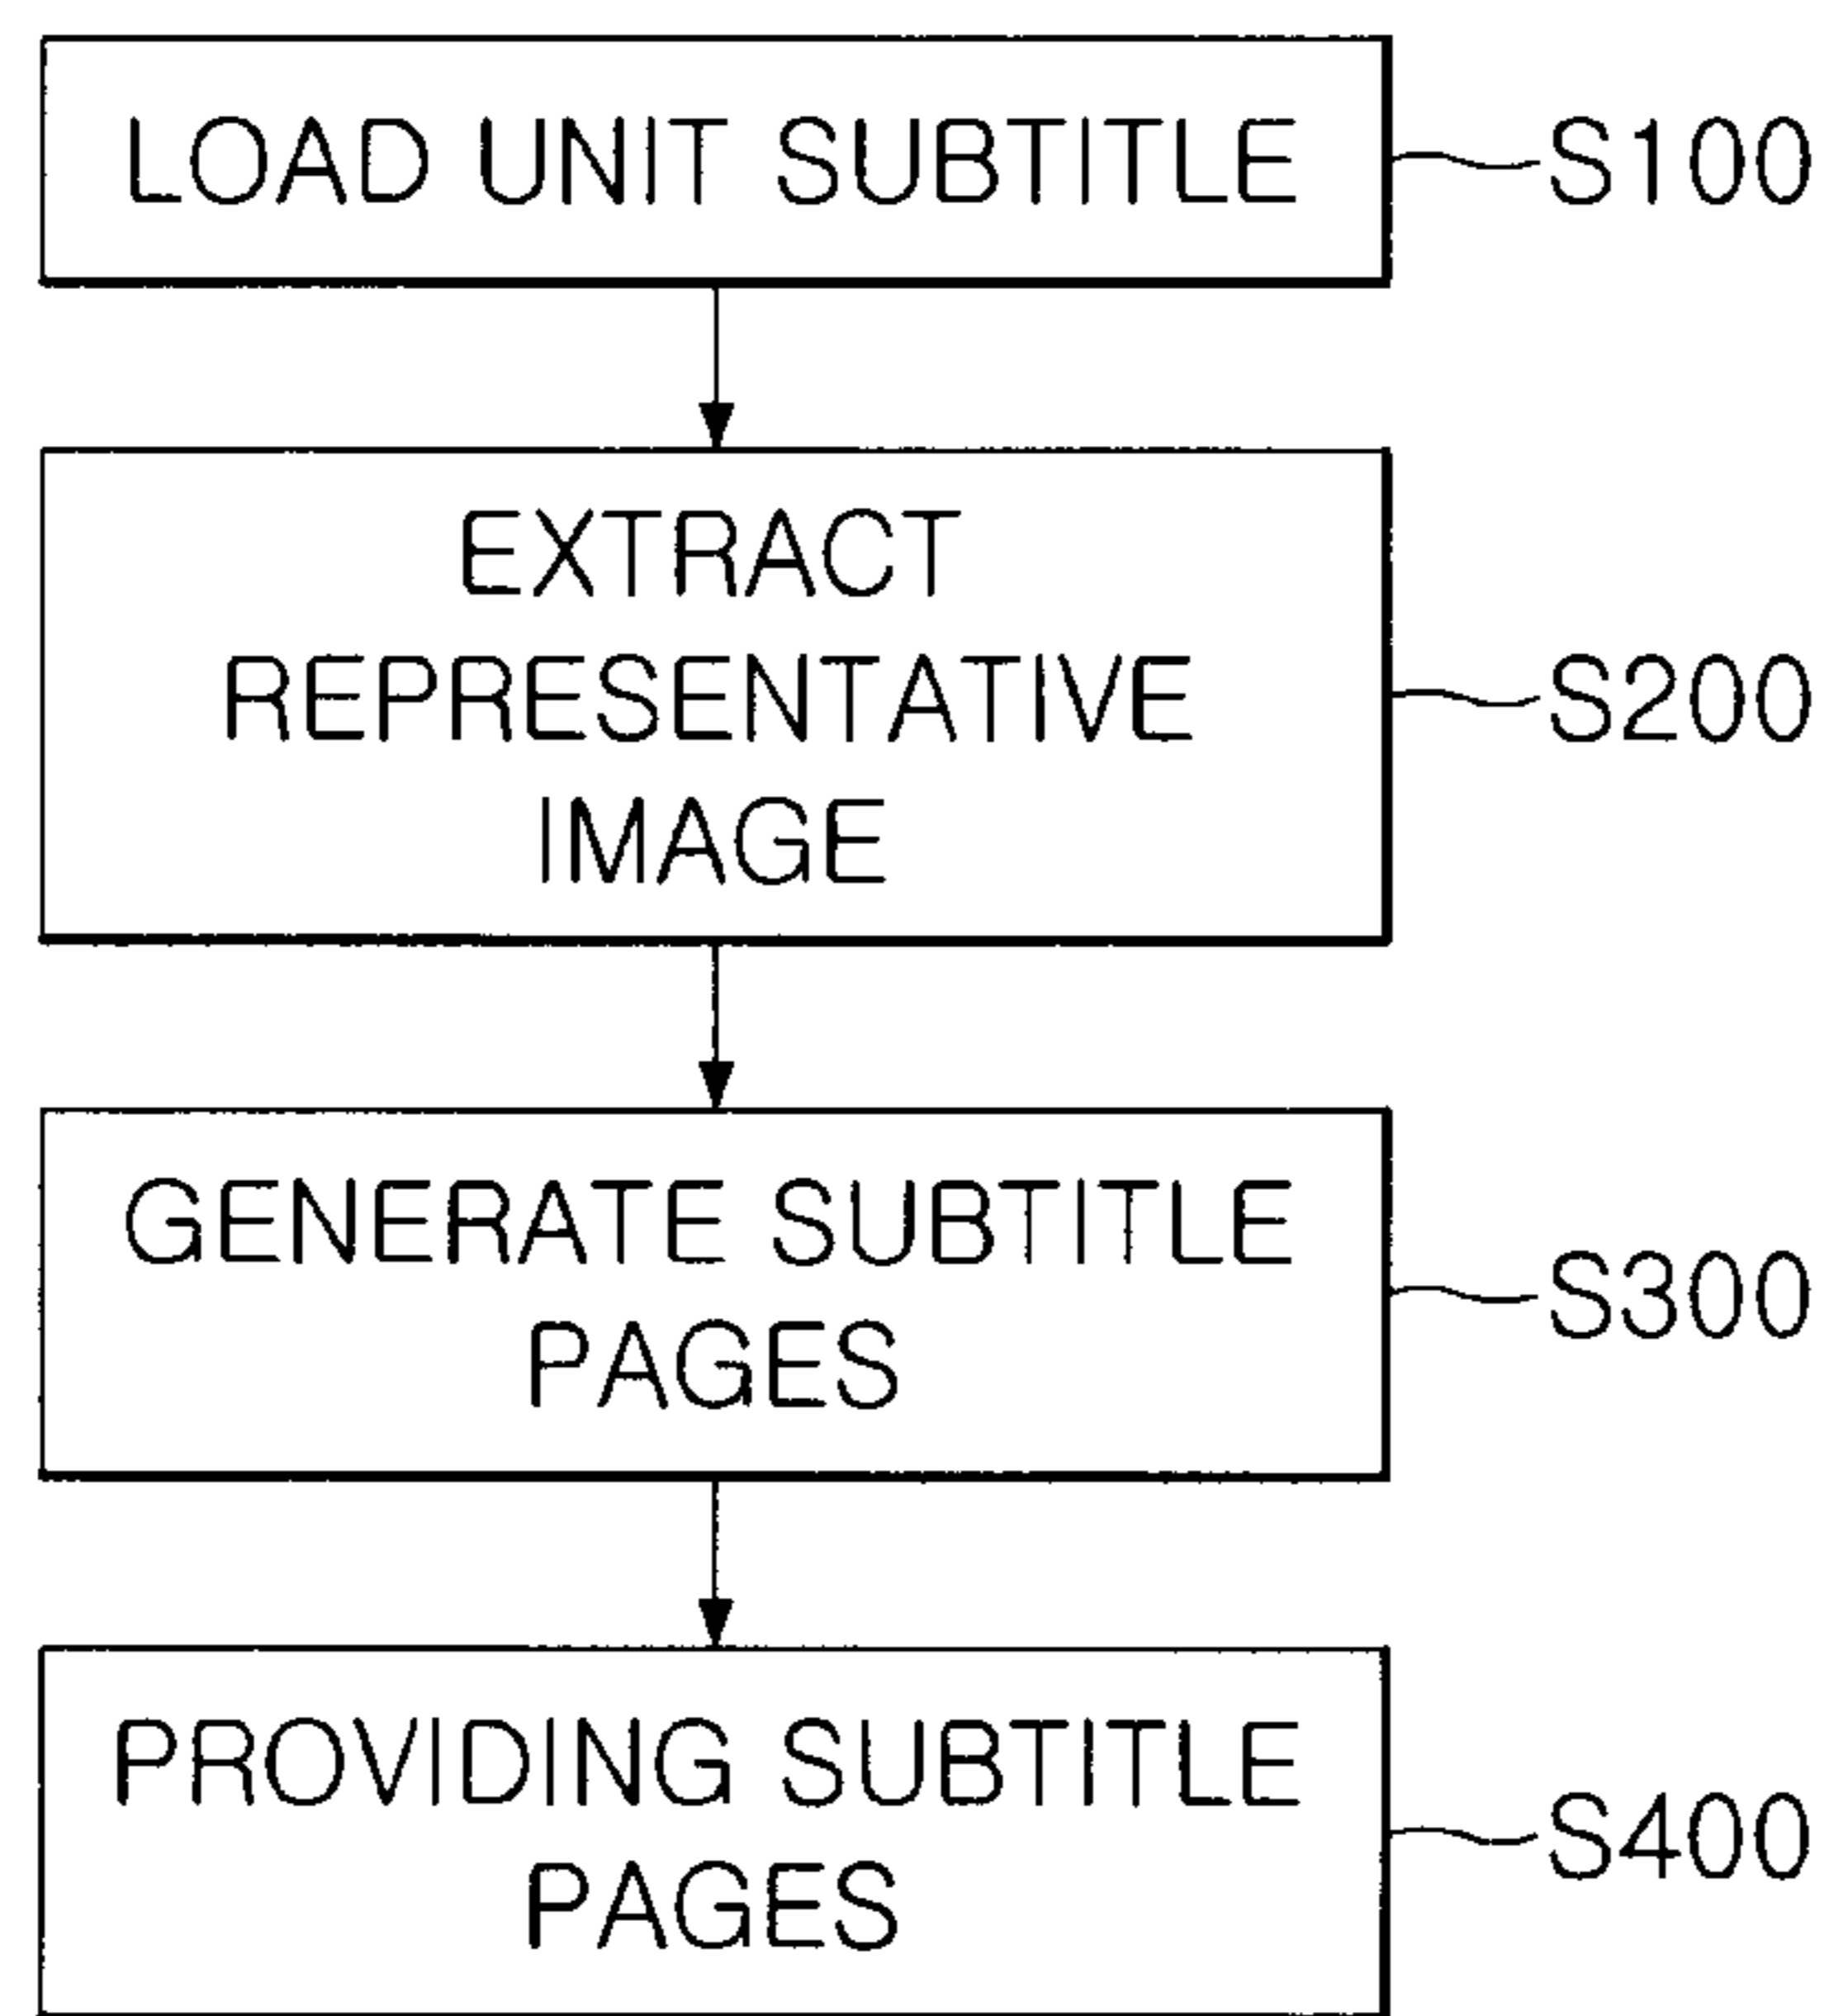 LOAD UNIT SUBTITLE
S100
EXTRACT
REPRESENTATIVE
IMAGE
S200
GENERATE SUBTITLE
PAGES
S300
PROVIDING SUBTITLE
PAGES
S400